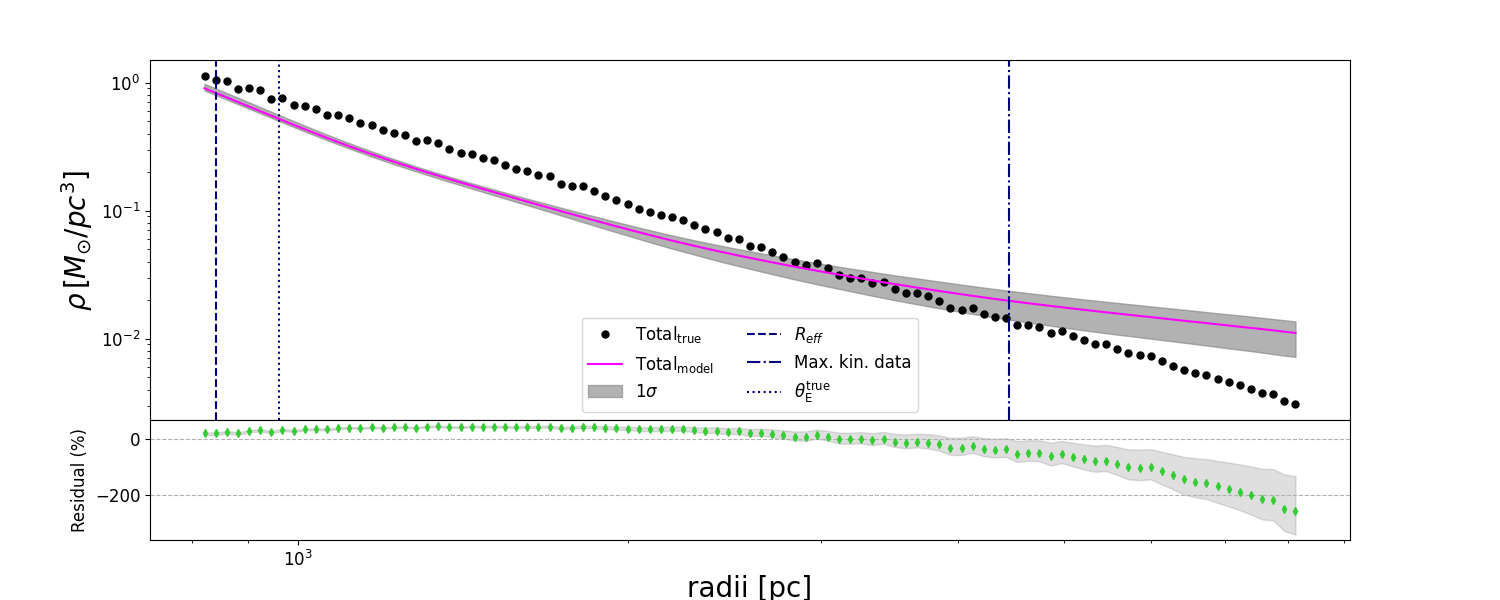 10⁰
10⁻¹
10⁻²
ρ [M⊙/pc³]
Total_true
Total_model
1σ
R_eff
Max. kin. data
θ_E^true
0
−200
Residual (%)
10³
radii [pc]